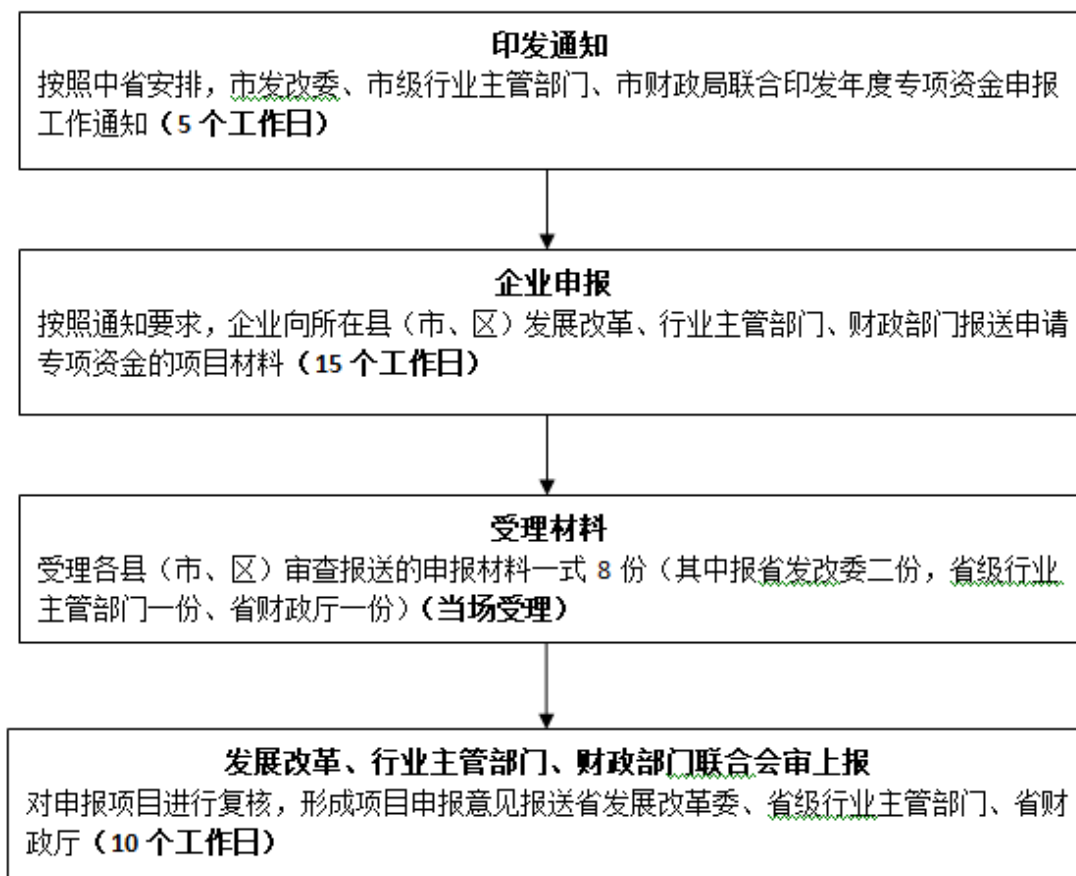 印发通知
按照中省安排，市发改委、市级行业主管部门、市财政局联合印发年度专项资金申报
工作通知（5 个工作日）
企业申报
按照通知要求，企业向所在县（市、区）发展改革、行业主管部门、财政部门报送申请
专项资金的项目材料（15 个工作日）
受理材料
受理各县（市、区）审查报送的申报材料一式 8 份（其中报省发改委二份，省级行业
主管部门一份、省财政厅一份）（当场受理）
发展改革、行业主管部门、财政部门联合会审上报
对申报项目进行复核，形成项目申报意见报送省发展改革委、省级行业主管部门、省财
政厅（10 个工作日）